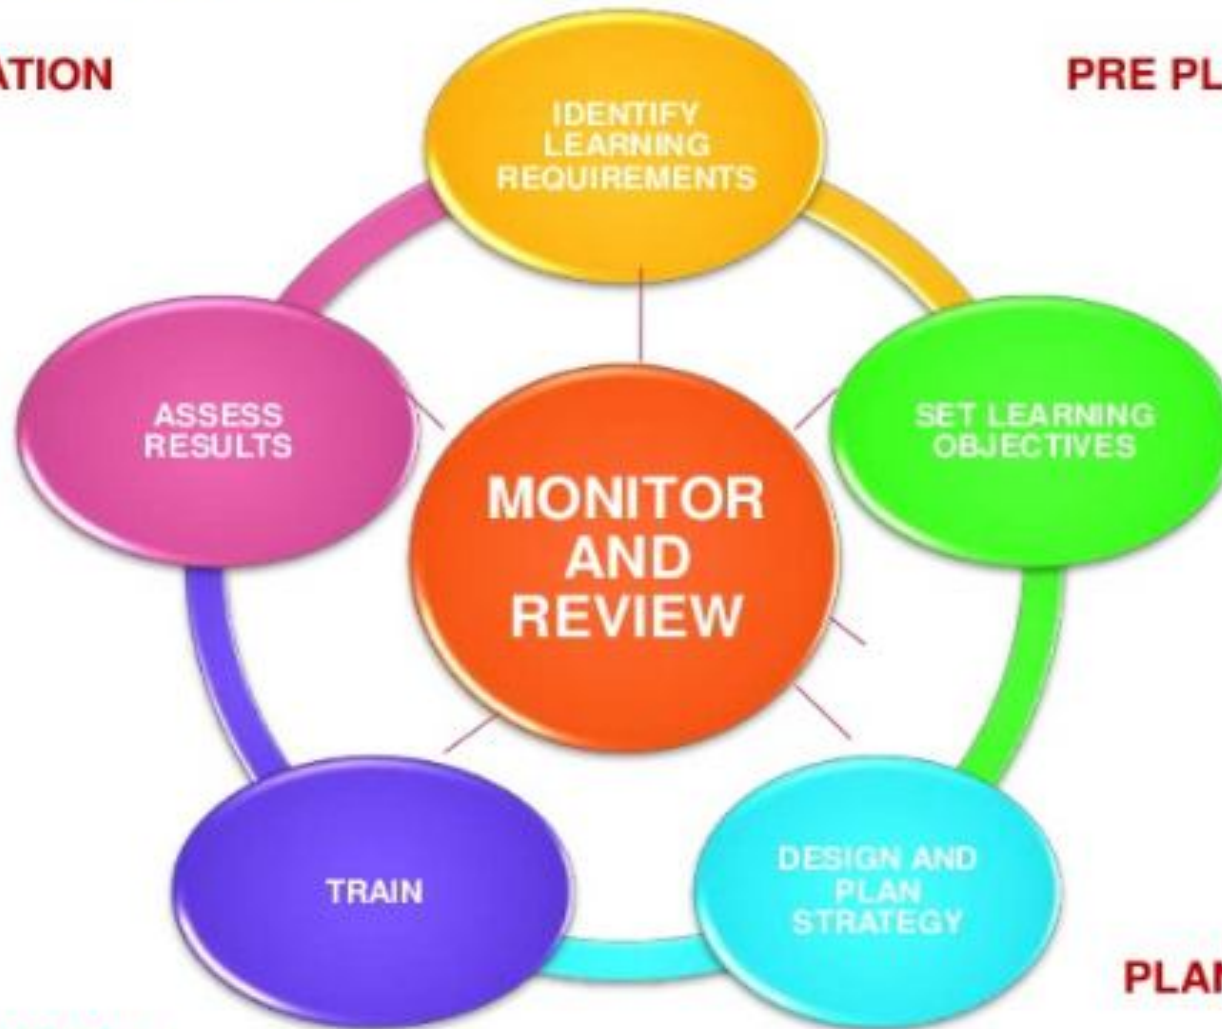 ATION
PRE PL
IDENTIFY
LEARNING
REQUIREMENTS
ASSESS
RESULTS
SET LEARNING
OBJECTIVES
MONITOR
AND
REVIEW
TRAIN
DESIGN AND
PLAN
STRATEGY
PLAN